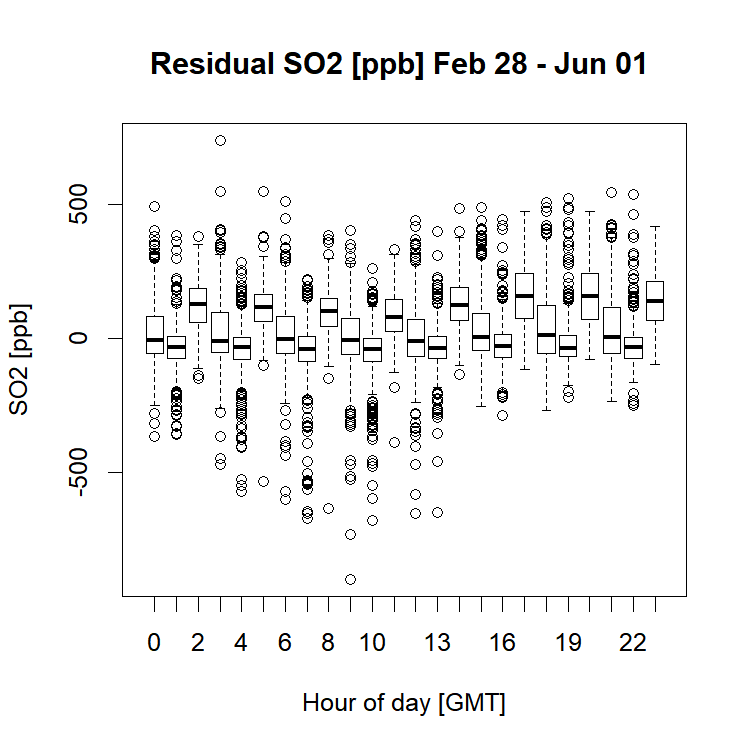 Residual SO2 [ppb] Feb 28 - Jun 01
SO2 [ppb]
500
0
-500
0 2 4 6 8 10 13 16 19 22
Hour of day [GMT]